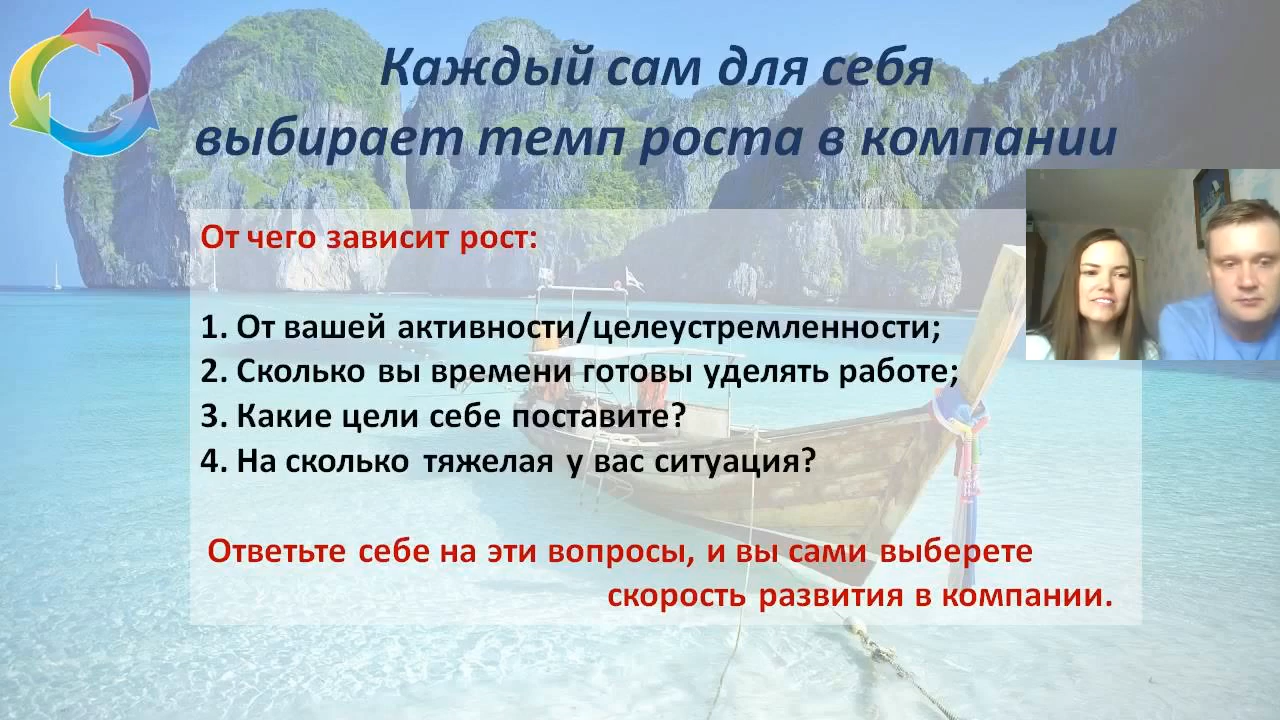 Каждый сам для себя
выбирает темп роста в компании
От чего зависит рост:
1. От вашей активности/целеустремленности;
2. Сколько вы времени готовы уделять работе;
3. Какие цели себе поставите?
4. На сколько тяжелая у вас ситуация?
Ответьте себе на эти вопросы, и вы сами выберете
скорость развития в компании.